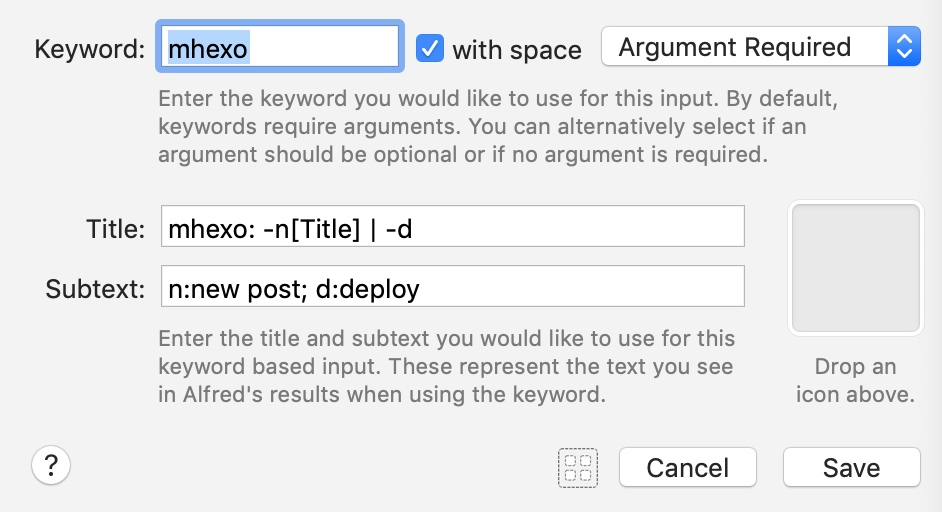 Keyword: mhexo with space Argument Required
Enter the keyword you would like to use for this input. By default,
keywords require arguments. You can alternatively select if an
argument should be optional or if no argument is required.
Title: mhexo: -n[Title] | -d
Subtext: n:new post; d:deploy
Enter the title and subtext you would like to use for this
keyword based input. These represent the text you see
in Alfred's results when using the keyword.
Drop an
icon above.
? Cancel Save